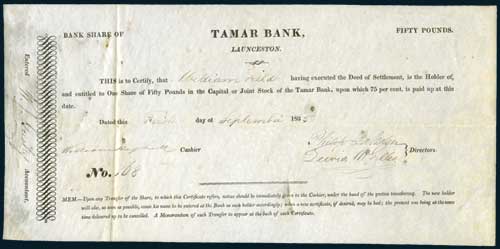 BANK SHARE OF TAMAR BANK, FIFTY POUNDS.
LAUNCESTON.
THIS is to Certify, that William Field having executed the Deed of Settlement, is the Holder of,
and entitled to One Share of Fifty Pounds in the Capital or Joint Stock of the Tamar Bank, upon which 75 per cent. is paid up at this
date.
Dated this day of September 183
Cashier
Directors.
No. 168
MEM.—Upon any Transfer of the Share, to which this Certificate refers, notice should be immediately given to the Cashier, under the hand of the parties transferring. The new holder
will also, as soon as possible, cause his name to be entered at the Bank as such holder accordingly; when a new certificate, if desired, may be had; the present one being at the same
time delivered up to be cancelled. A Memorandum of such Transfer to appear at the back of such Certificate.
Entered
Accountant.